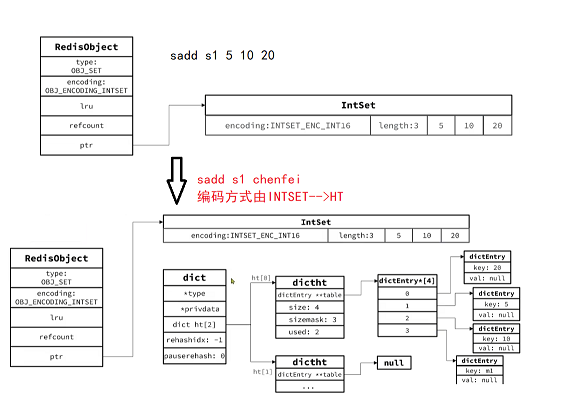 RedisObject
type:
OBJ_SET
encoding:
OBJ_ENCODING_INTSET
lru
refcount
ptr
sadd s1 5 10 20
IntSet
encoding:INTSET_ENC_INT16 length:3 5 10 20
sadd s1 chenfei
编码方式由INTSET-->HT
IntSet
encoding:INTSET_ENC_INT16 length:3 5 10 20
RedisObject
type:
OBJ_SET
encoding:
OBJ_ENCODING_INTSET
lru
refcount
ptr
dict
*type
*privdata
dict ht[2]
rehashidx: -1
pauserehash: 0
ht[0]
ht[1]
dictht
dictEntry **table
size: 4
sizemask: 3
used: 2
dictht
dictEntry **table
...
dictEntry*[4]
0
1
2
3
null
dictEntry
key: 20
val: null
dictEntry
key: 5
val: null
dictEntry
key: 10
val: null
dictEntry
key: m1
val: null